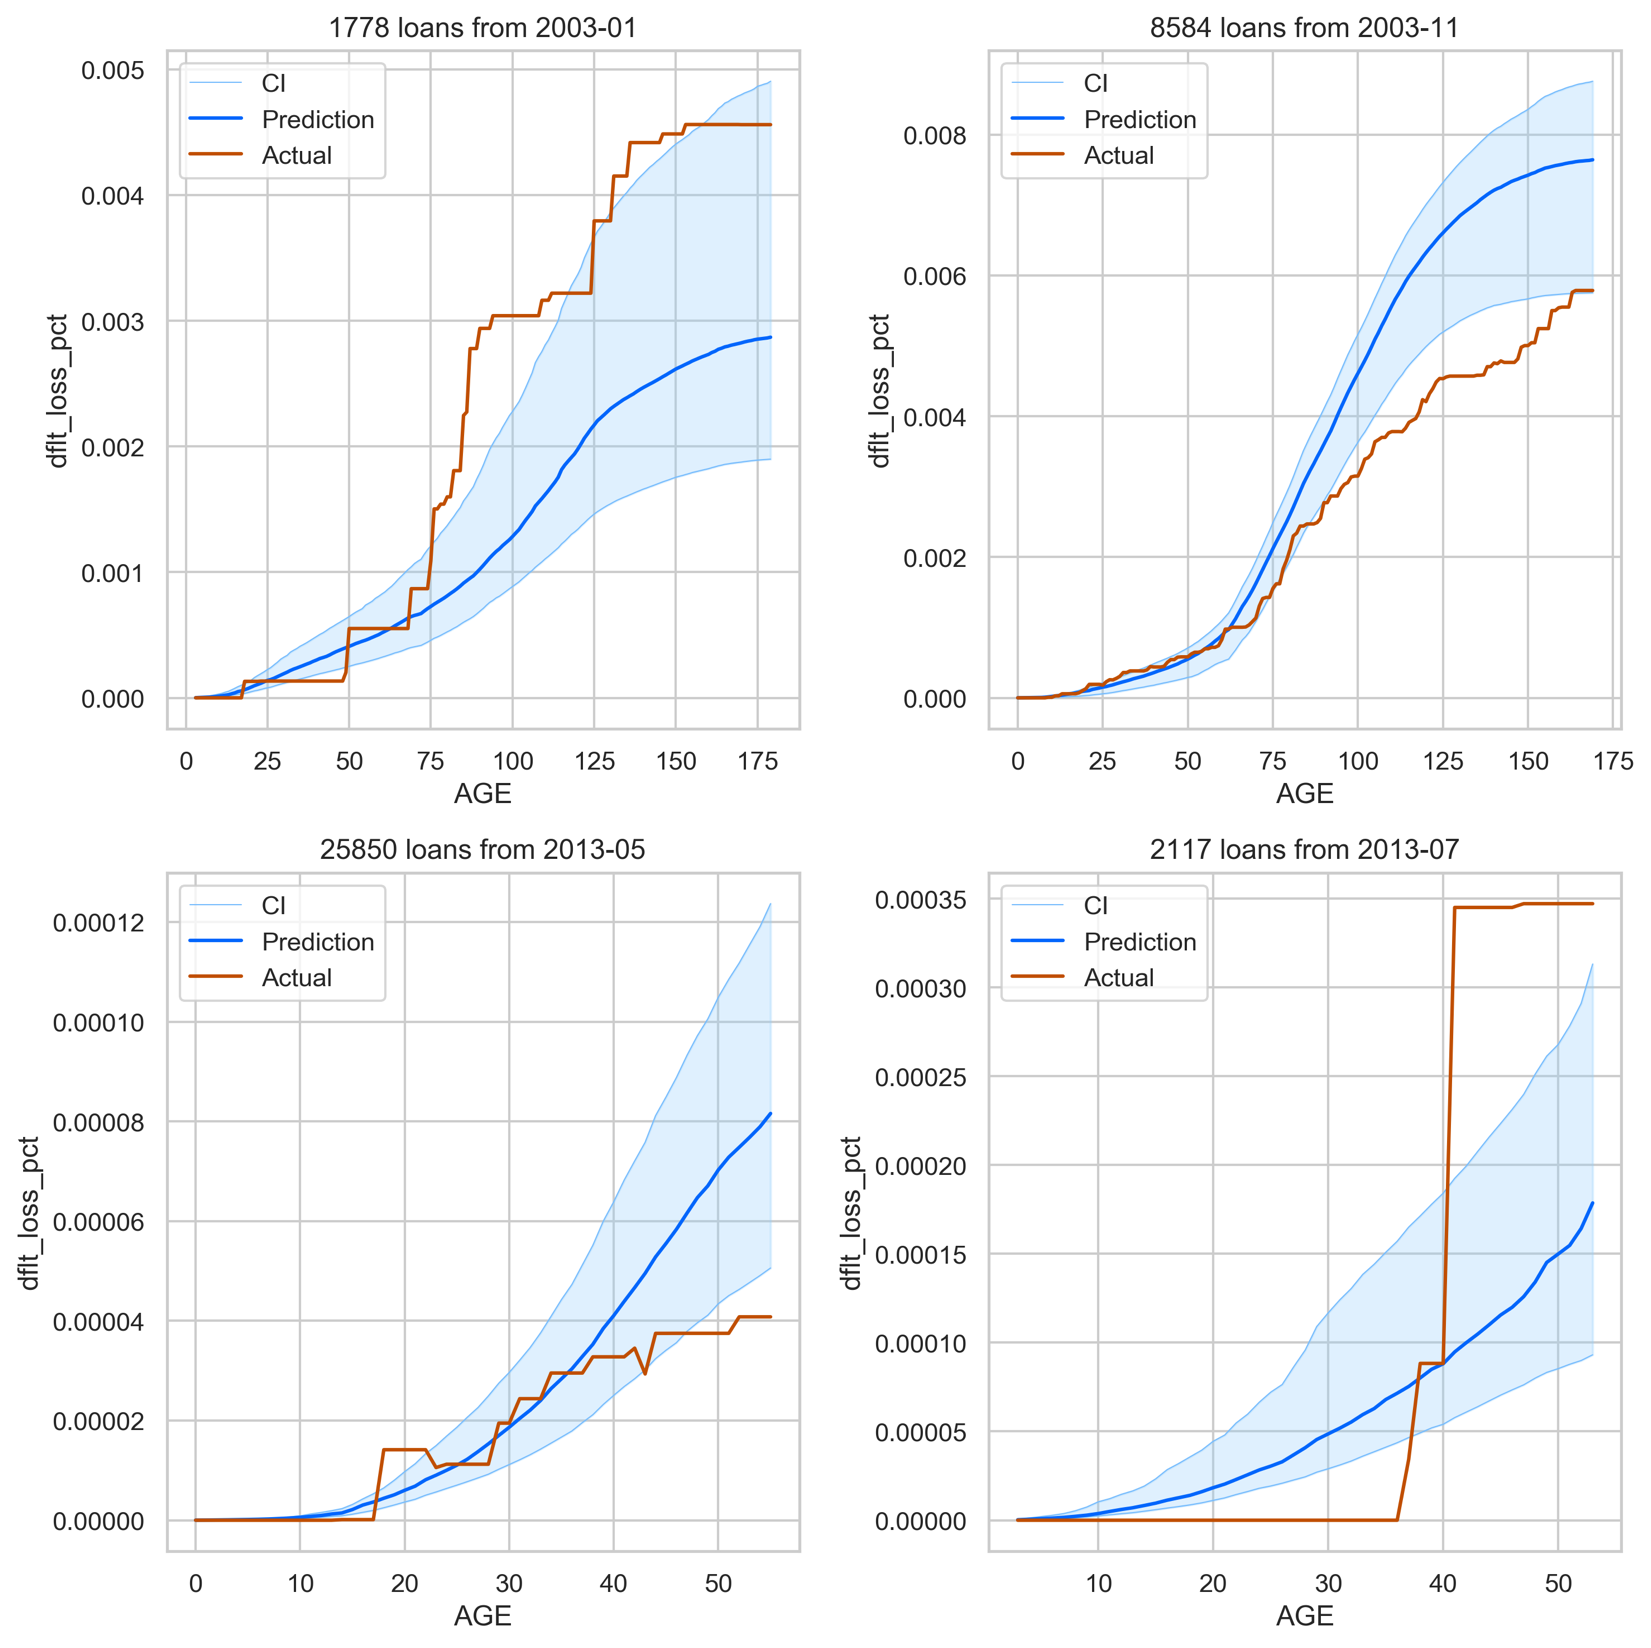 1778 loans from 2003-01
CI
Prediction
Actual
0.005
0.004
0.003
0.002
0.001
0.000
dflt_loss_pct
0 25 50 75 100 125 150 175
AGE
8584 loans from 2003-11
CI
Prediction
Actual
0.008
0.006
0.004
0.002
0.000
dflt_loss_pct
0 25 50 75 100 125 150 175
AGE
25850 loans from 2013-05
CI
Prediction
Actual
0.00012
0.00010
0.00008
0.00006
0.00004
0.00002
0.00000
dflt_loss_pct
0 10 20 30 40 50
AGE
2117 loans from 2013-07
CI
Prediction
Actual
0.00035
0.00030
0.00025
0.00020
0.00015
0.00010
0.00005
0.00000
dflt_loss_pct
10 20 30 40 50
AGE